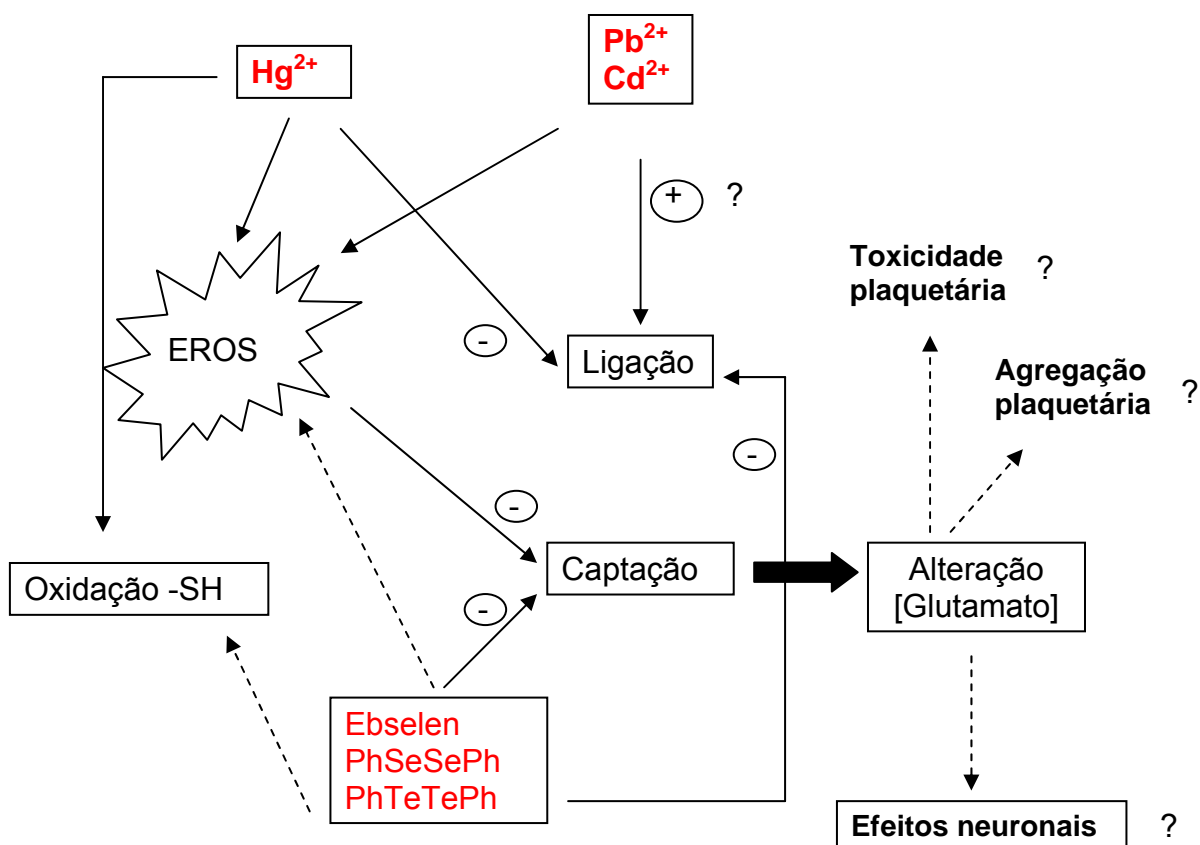 Hg²⁺
Pb²⁺
Cd²⁺
+ ?
Toxicidade
plaquetária ?
EROS
-
Ligação
Agregação
plaquetária ?
-
-
Captação
Alteração
[Glutamato]
Oxidação -SH
-
Ebselen
PhSeSePh
PhTeTePh
Efeitos neuronais ?